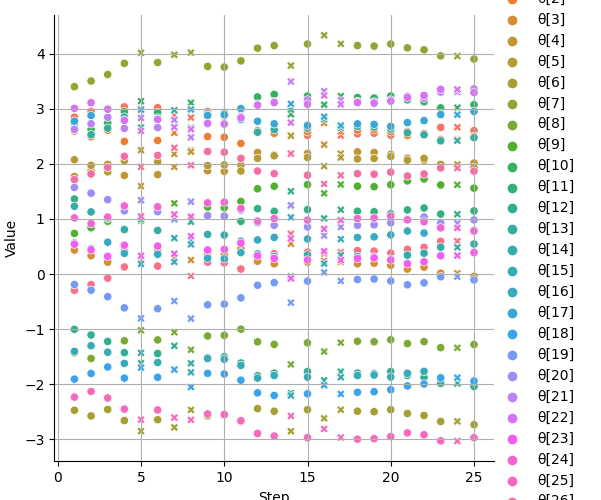 θ[2]
θ[3]
θ[4]
θ[5]
θ[6]
θ[7]
θ[8]
θ[9]
θ[10]
θ[11]
θ[12]
θ[13]
θ[14]
θ[15]
θ[16]
θ[17]
θ[18]
θ[19]
θ[20]
θ[21]
θ[22]
θ[23]
θ[24]
θ[25]
θ[26]
4
3
2
1
0
−1
−2
−3
Value
0 5 10 15 20 25
Step